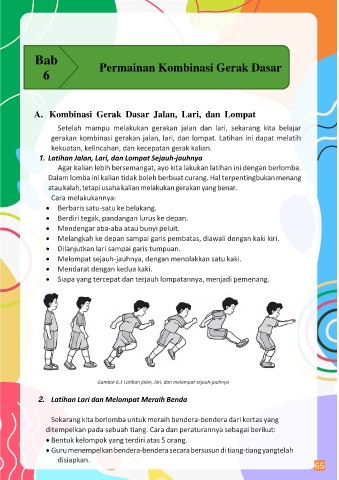 Bab
6
Permainan Kombinasi Gerak Dasar
A. Kombinasi Gerak Dasar Jalan, Lari, dan Lompat
Setelah mampu melakukan gerakan jalan dan lari, sekarang kita belajar
gerakan kombinasi gerakan jalan, lari, dan lompat. Latihan ini dapat melatih
kekuatan, kelincahan, dan kecepatan gerak kalian.
1. Latihan Jalan, Lari, dan Lompat Sejauh-jauhnya
Agar kalian lebih bersemangat, ayo kita lakukan latihan ini dengan berlomba.
Dalam lomba ini kalian tidak boleh berbuat curang. Hal terpenting bukan menang
atau kalah, tetapi usaha kalian melakukan gerakan yang benar.
Cara melakukannya:
• Berbaris satu-satu ke belakang.
• Berdiri tegak, pandangan lurus ke depan.
• Mendengar aba-aba atau bunyi peluit.
• Melangkah ke depan sampai garis pembatas, diawali dengan kaki kiri.
• Dilanjutkan lari sampai garis tumpuan.
• Melompat sejauh-jauhnya, dengan menolakkan satu kaki.
• Mendarat dengan kedua kaki.
• Siapa yang tercepat dan terjauh lompatannya, menjadi pemenang.
Gambar 6.1 Latihan jalan, lari, dan melompat sejauh-jauhnya
2. Latihan Lari dan Melompat Meraih Benda
Sekarang kita berlomba untuk meraih bendera-bendera dari kertas yang
ditempelkan pada sebuah tiang. Cara dan peraturannya sebagai berikut:
• Bentuk kelompok yang terdiri atas 5 orang.
• Guru menempelkan bendera-bendera secara bersusun di tiang-tiang yang telah
disiapkan.
65